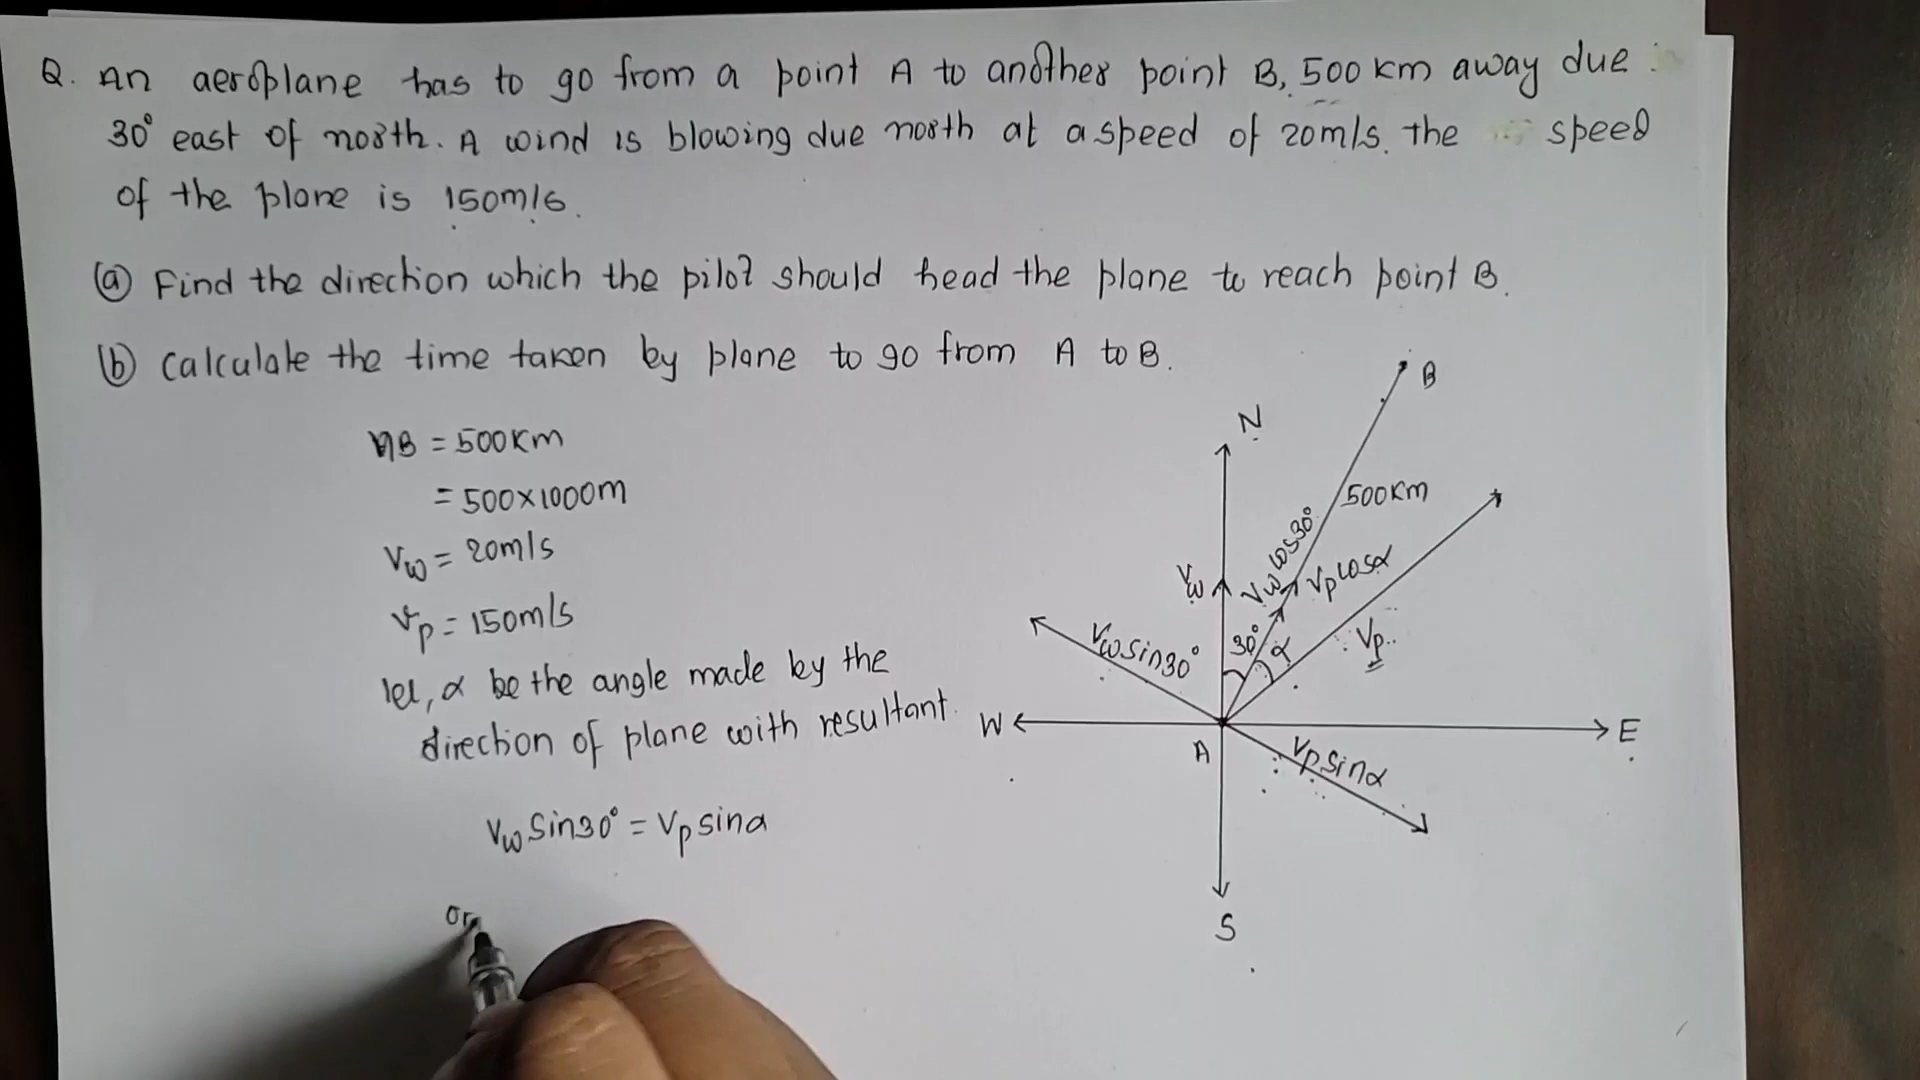 Q. An aeroplane has to go from a point A to another point B, 500 km away due
30° east of north. A wind is blowing due north at a speed of 20m/s. the speed
of the plane is 150m/s.
(a) Find the direction which the pilot should head the plane to reach point B.
(b) Calculate the time taken by plane to go from A to B.
AB = 500km
= 500×1000m
Vw = 20m/s
Vp = 150m/s
let, α be the angle made by the
direction of plane with resultant
Vw sin30° = Vp sinα
or
B
N
500km
Vw cos30°
Vp cosα
Vw
30°
α
Vp
Vw sin30°
W
E
A
Vp sinα
S